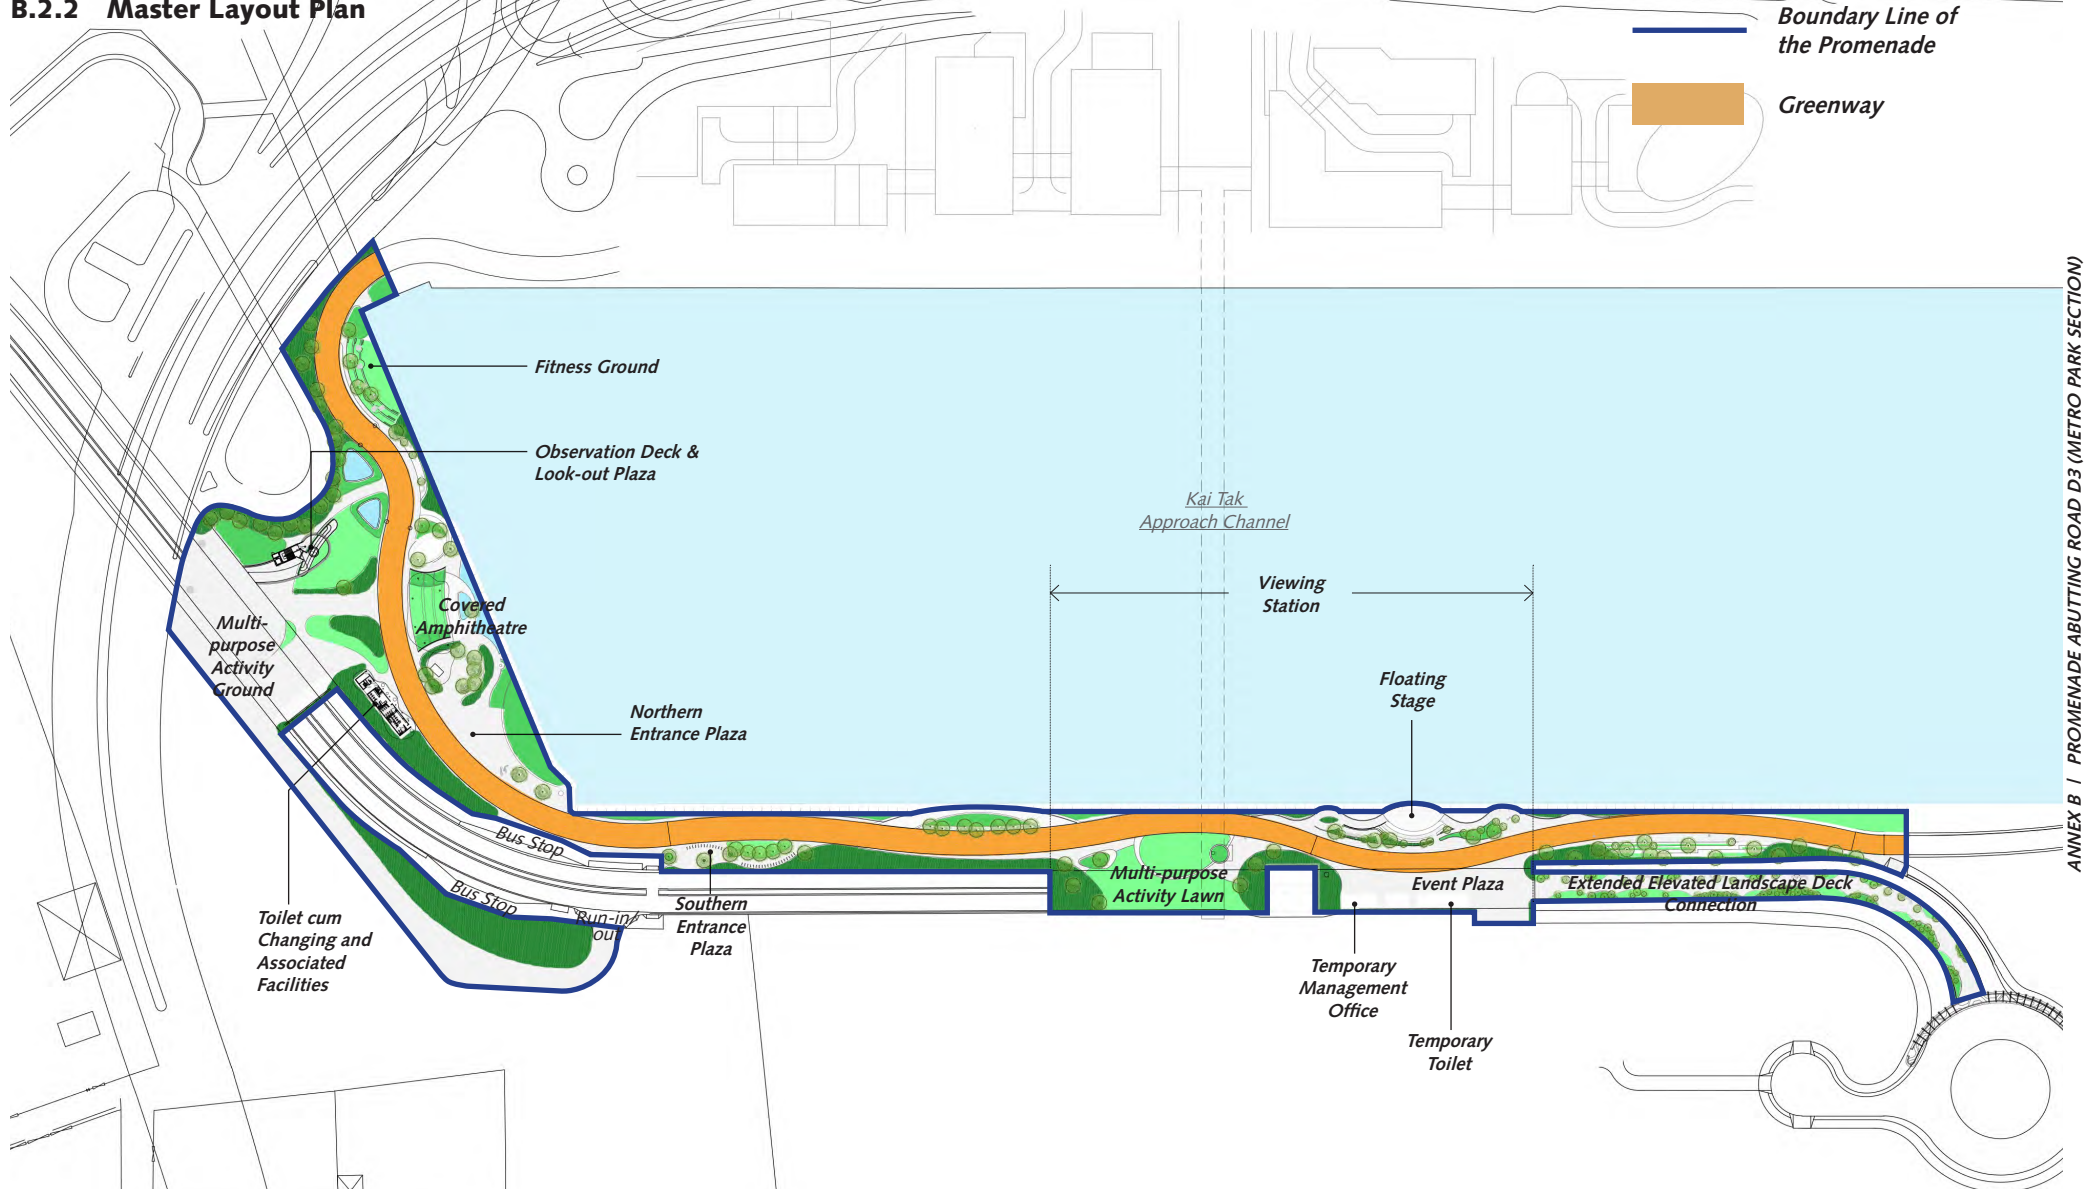 B.2.2 Master Layout Plan
Boundary Line of
the Promenade
Greenway
Fitness Ground
Observation Deck &
Look-out Plaza
Kai Tak
Approach Channel
Viewing
Station
Covered
Amphitheatre
Multi-
purpose
Activity
Ground
Floating
Stage
Northern
Entrance Plaza
Bus Stop
Bus Stop
Run-in/
out
Toilet cum
Changing and
Associated
Facilities
Southern
Entrance
Plaza
Multi-purpose
Activity Lawn
Event Plaza
Extended Elevated Landscape Deck
Connection
Temporary
Management
Office
Temporary
Toilet
ANNEX B | PROMENADE ABUTTING ROAD D3 (METRO PARK SECTION)